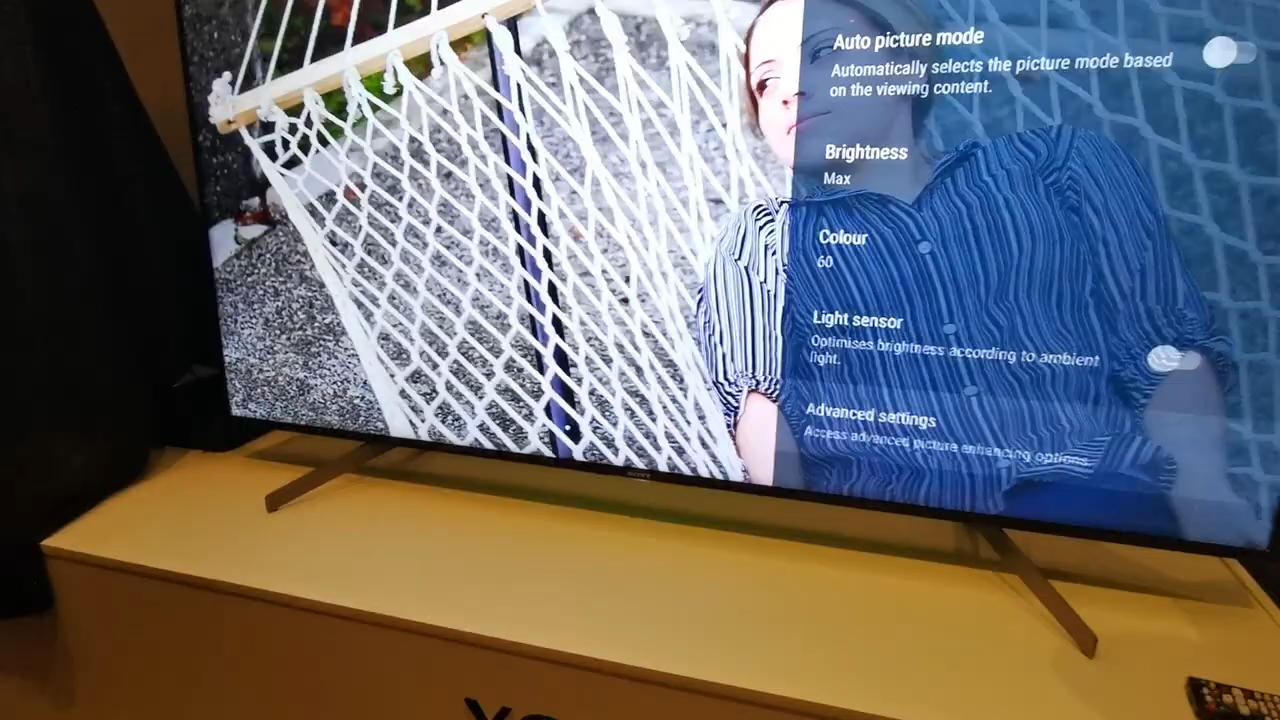 Auto picture mode
Automatically selects the picture mode based
on the viewing content.
Brightness
Max
Colour
60
Light sensor
Optimises brightness according to ambient
light.
Advanced settings
Access advanced picture enhancing options.
SONY